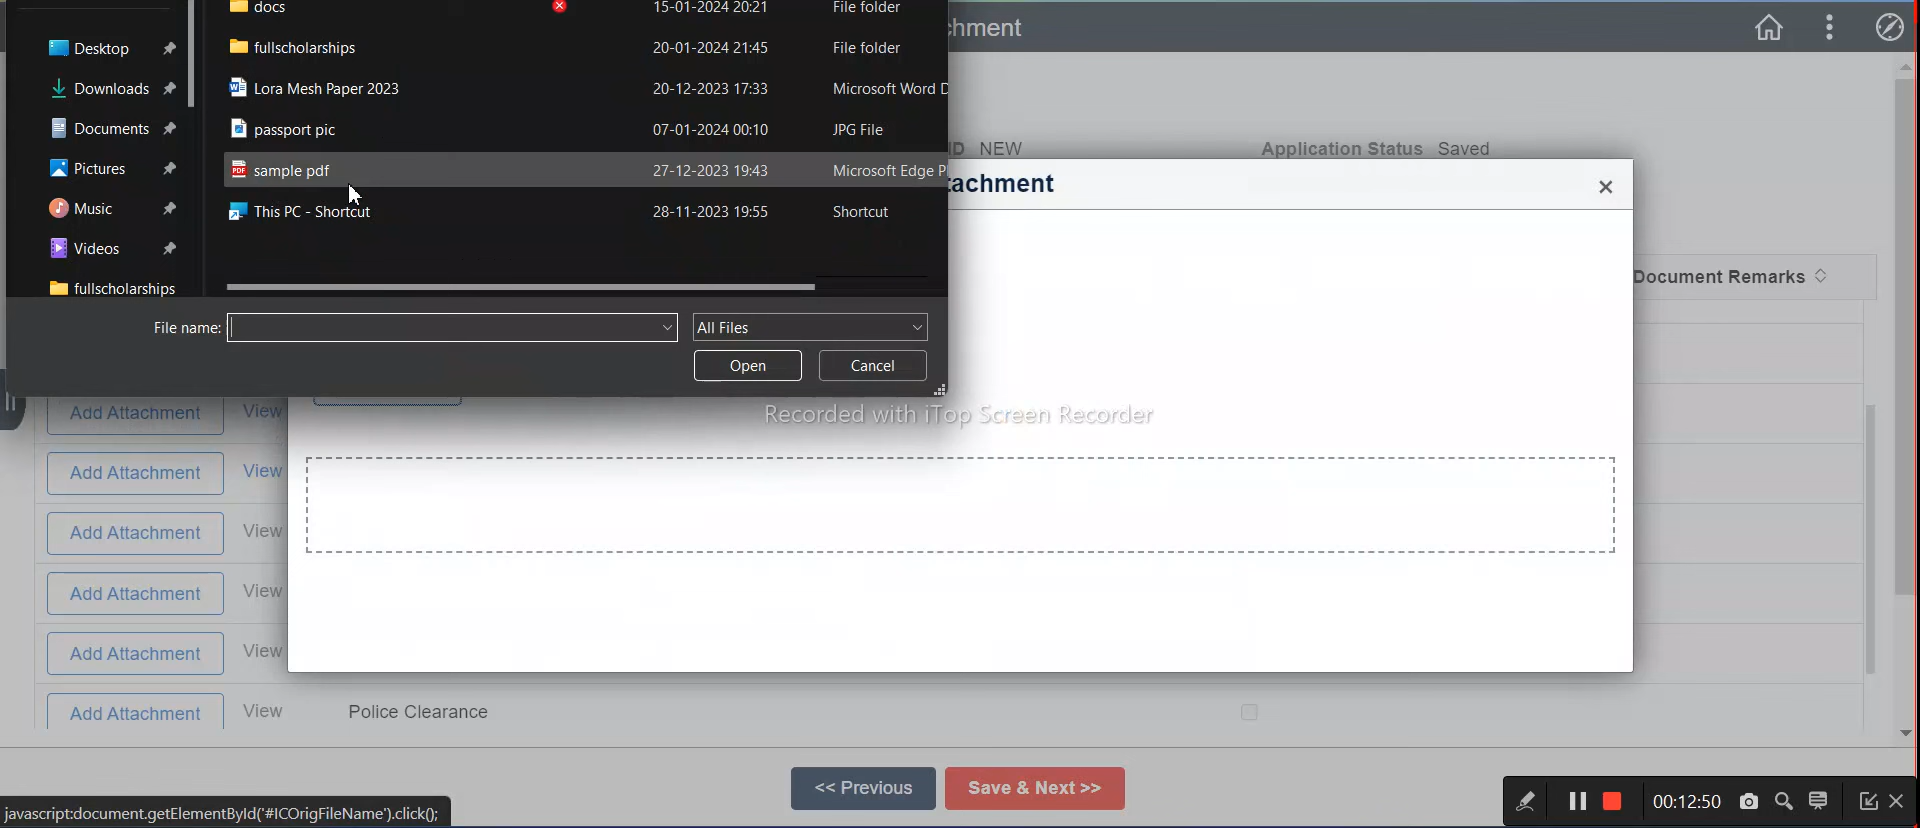 docs 15-01-2024 20:21 File folder
fullscholarships 20-01-2024 21:45 File folder
Lora Mesh Paper 2023 20-12-2023 17:33 Microsoft Word D
passport pic 07-01-2024 00:10 JPG File
sample pdf 27-12-2023 19:43 Microsoft Edge P
This PC - Shortcut 28-11-2023 19:55 Shortcut
Desktop
Downloads
Documents
Pictures
Music
Videos
fullscholarships
File name:
All Files
Open Cancel
chment
ID NEW Application Status Saved
tachment
×
Document Remarks
Recorded with iTop Screen Recorder
Add Attachment View
Add Attachment View
Add Attachment View
Add Attachment View
Add Attachment View
Add Attachment View Police Clearance
<< Previous Save & Next >>
javascript:document.getElementById('#ICOrigFileName').click();
00:12:50